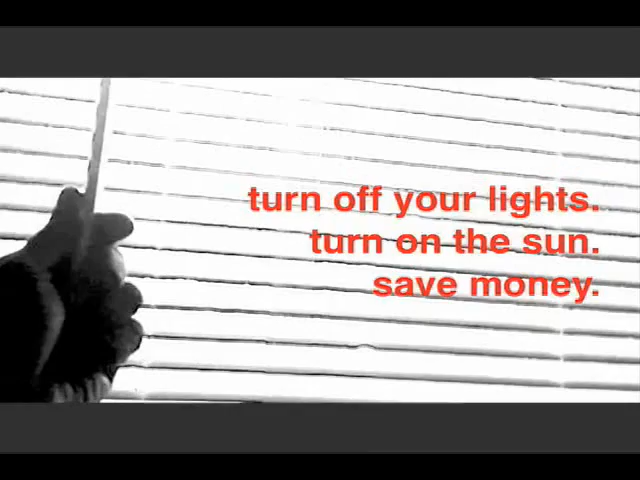 turn off your lights.
turn on the sun.
save money.